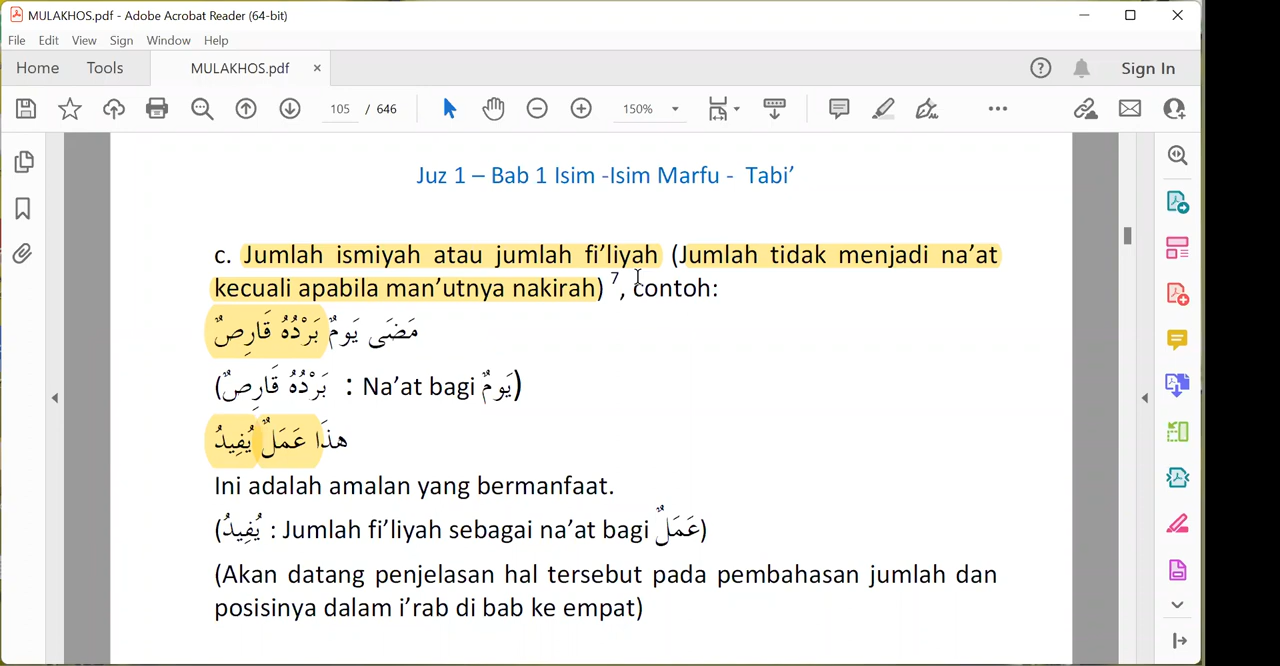 MULAKHOS.pdf - Adobe Acrobat Reader (64-bit)
File Edit View Sign Window Help
Home Tools MULAKHOS.pdf × Sign In
105 / 646 150%
Juz 1 – Bab 1 Isim -Isim Marfu - Tabi’
c. Jumlah ismiyah atau jumlah fi’liyah (Jumlah tidak menjadi na’at
kecuali apabila man’utnya nakirah) 7, contoh:
مَضَى يَومٌ بَرْدُهُ قَارِصٌ
(بَرْدُهُ قَارِصٌ : Na’at bagi يَومٌ)
هذَا عَمَلٌ يُفِيدُ
Ini adalah amalan yang bermanfaat.
(يُفِيدُ : Jumlah fi’liyah sebagai na’at bagi عَمَلٌ)
(Akan datang penjelasan hal tersebut pada pembahasan jumlah dan
posisinya dalam i’rab di bab ke empat)